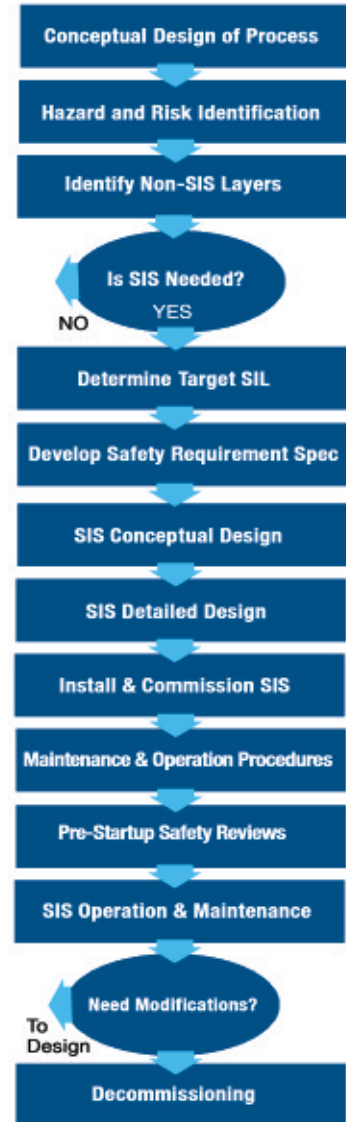 Conceptual Design of Process
Hazard and Risk Identification
Identify Non-SIS Layers
Is SIS Needed?
NO
YES
Determine Target SIL
Develop Safety Requirement Spec
SIS Conceptual Design
SIS Detailed Design
Install & Commission SIS
Maintenance & Operation Procedures
Pre-Startup Safety Reviews
SIS Operation & Maintenance
Need Modifications?
To
Design
Decommissioning